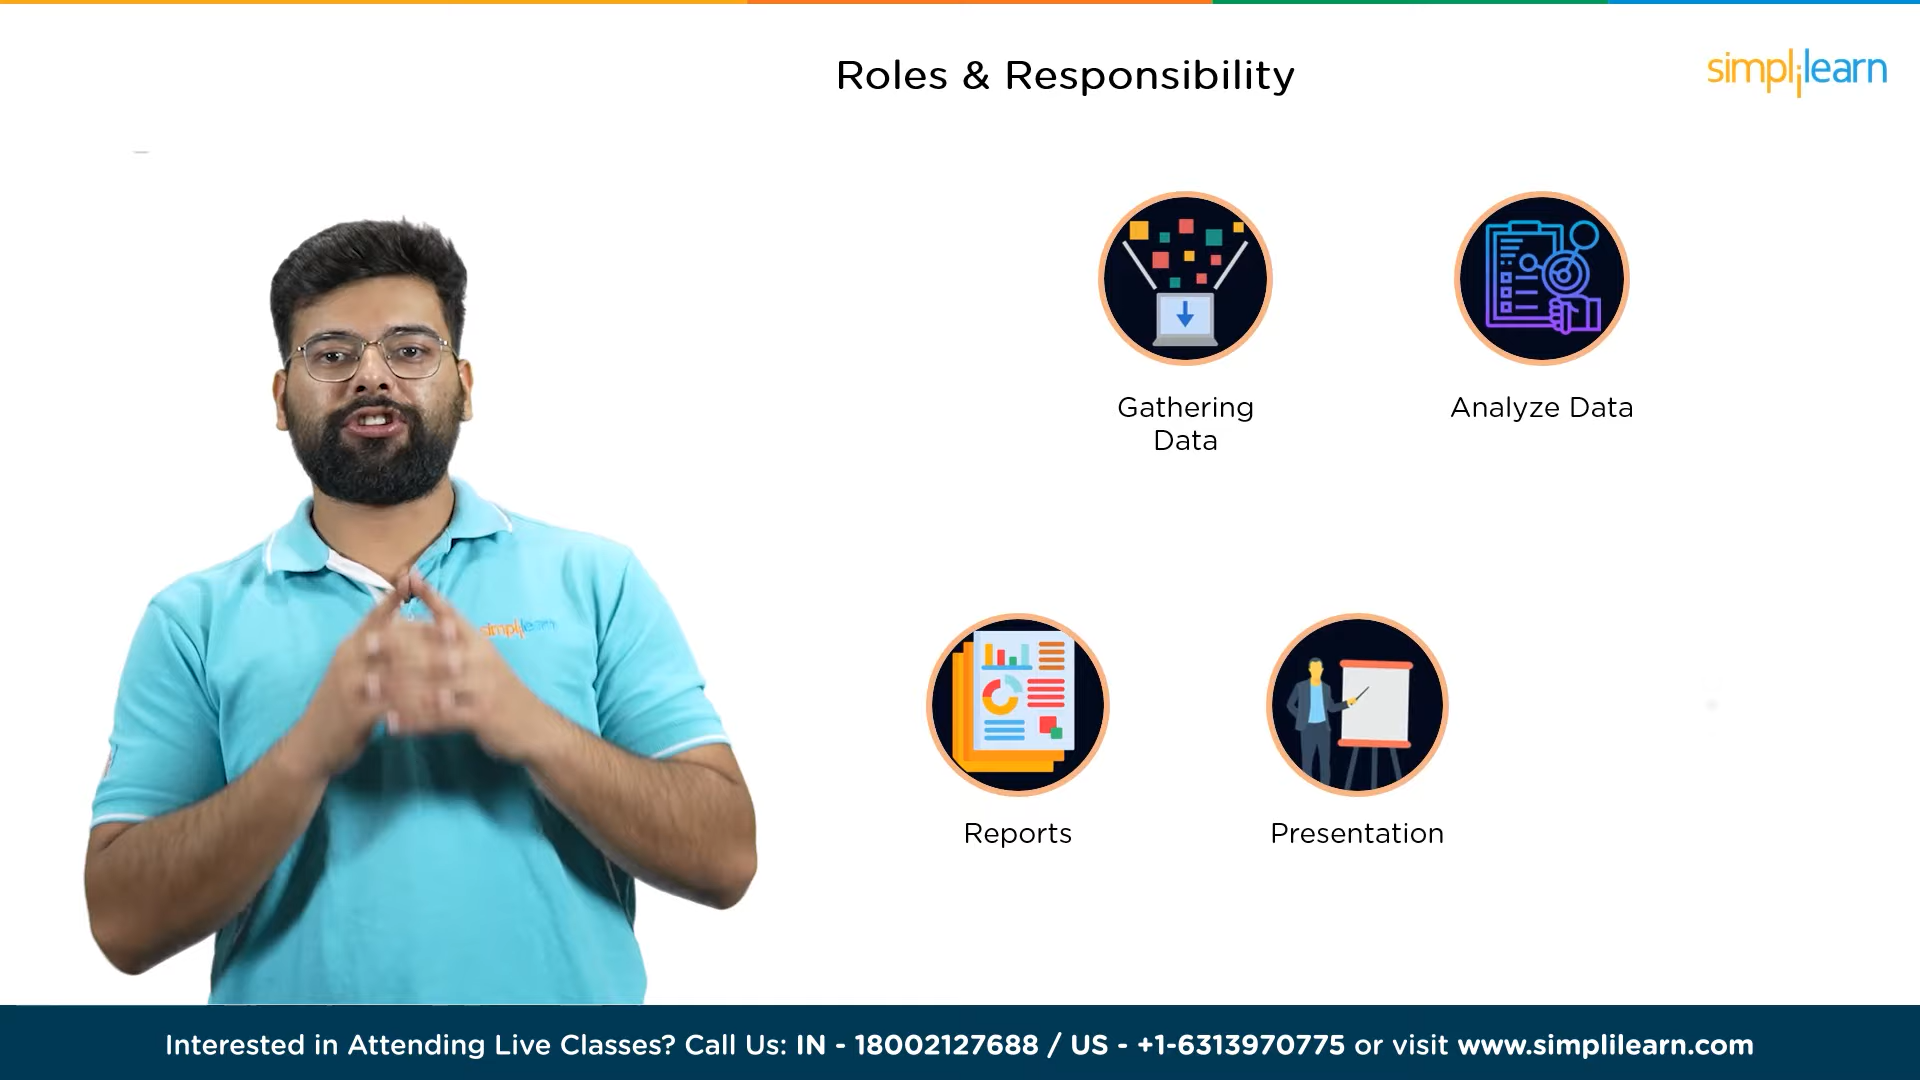 Roles & Responsibility
simplilearn
Gathering
Data
Analyze Data
simplilearn
Reports
Presentation
Interested in Attending Live Classes? Call Us: IN - 18002127688 / US - +1-6313970775 or visit www.simplilearn.com